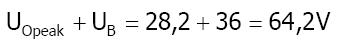 U_Opeak + U_B = 28,2 + 36 = 64,2V